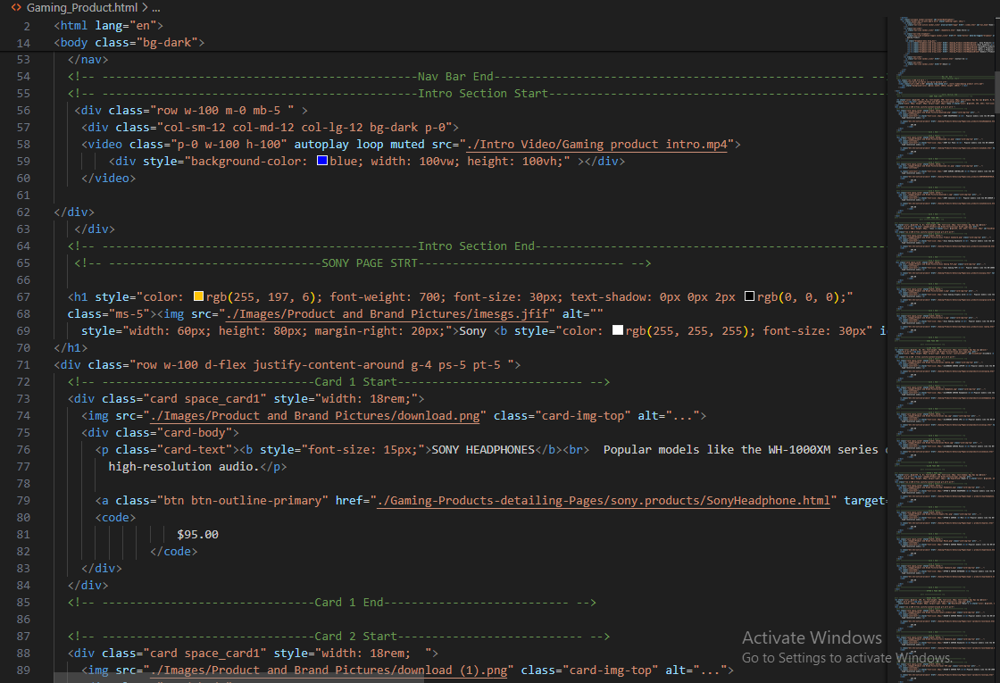 Gaming_Product.html > ...
2 <html lang="en">
14 <body class="bg-dark">
53 </nav>
54 <!-- ----------------------------------------------Nav Bar End------------------------------------------------------ --
55 <!-- ----------------------------------------------Intro Section Start-------------------------------------------------
56 <div class="row w-100 m-0 mb-5 " >
57 <div class="col-sm-12 col-md-12 col-lg-12 bg-dark p-0">
58 <video class="p-0 w-100 h-100" autoplay loop muted src="./Intro Video/Gaming product intro.mp4">
59 <div style="background-color: blue; width: 100vw; height: 100vh;" ></div>
60 </video>
61
62 </div>
63 </div>
64 <!-- ----------------------------------------------Intro Section End---------------------------------------------------
65 <!-- -------------------------------SONY PAGE STRT------------------------------ -->
66
67 <h1 style="color: rgb(255, 197, 6); font-weight: 700; font-size: 30px; text-shadow: 0px 0px 2px rgb(0, 0, 0);"
68 class="ms-5"><img src="./Images/Product and Brand Pictures/imesgs.jfif" alt=""
69 style="width: 60px; height: 80px; margin-right: 20px;">Sony <b style="color: rgb(255, 255, 255); font-size: 30px" i
70 </h1>
71 <div class="row w-100 d-flex justify-content-around g-4 ps-5 pt-5 ">
72 <!-- -------------------------------Card 1 Start--------------------------- -->
73 <div class="card space_card1" style="width: 18rem;">
74 <img src="./Images/Product and Brand Pictures/download.png" class="card-img-top" alt="...">
75 <div class="card-body">
76 <p class="card-text"><b style="font-size: 15px;">SONY HEADPHONES</b><br> Popular models like the WH-1000XM series
77 high-resolution audio.</p>
78
79 <a class="btn btn-outline-primary" href="./Gaming-Products-detailing-Pages/sony.products/SonyHeadphone.html" target=
80 <code>
81 $95.00
82 </code>
83 </div>
84 </div>
85 <!-- -------------------------------Card 1 End--------------------------- -->
86
87 <!-- -------------------------------Card 2 Start--------------------------- -->
88 <div class="card space_card1" style="width: 18rem; ">
89 <img src="./Images/Product and Brand Pictures/download (1).png" class="card-img-top" alt="...">
Activate Windows
Go to Settings to activate Windows.